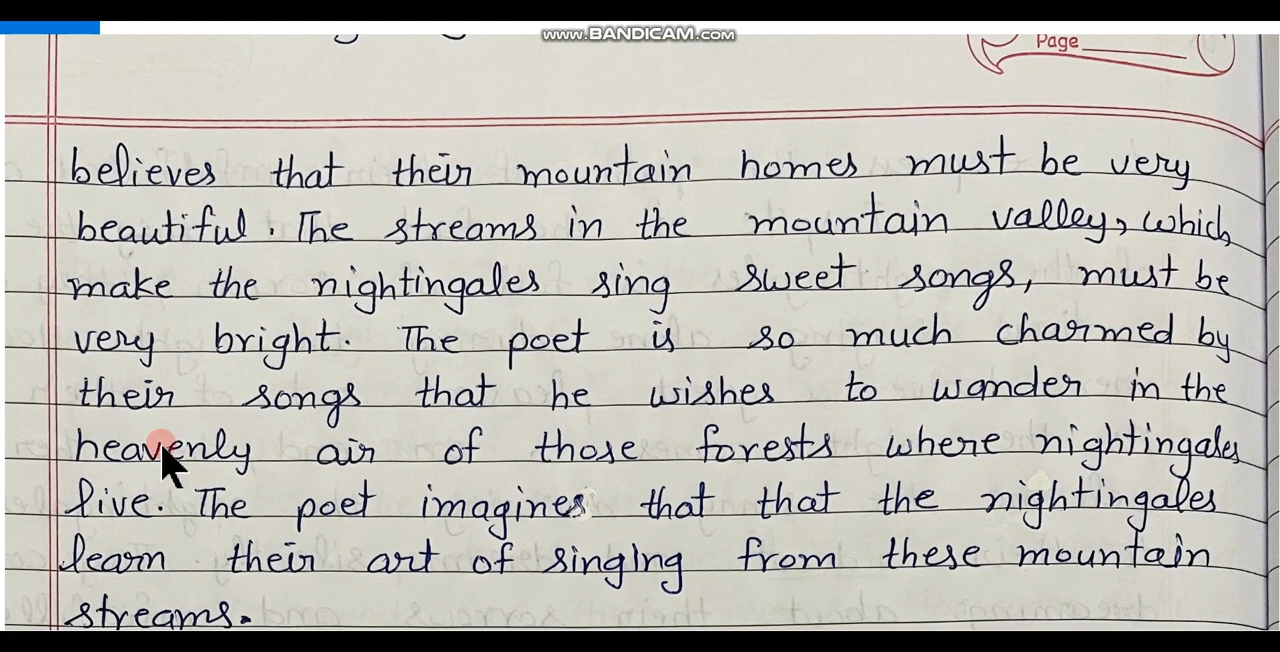 www.BANDICAM.com
Page
believes that their mountain homes must be very
beautiful. The streams in the mountain valley, which
make the nightingales sing sweet songs, must be
very bright. The poet is so much charmed by
their songs that he wishes to wander in the
heavenly air of those forests where nightingales
live. The poet imagines that that the nightingales
learn their art of singing from these mountain
streams.